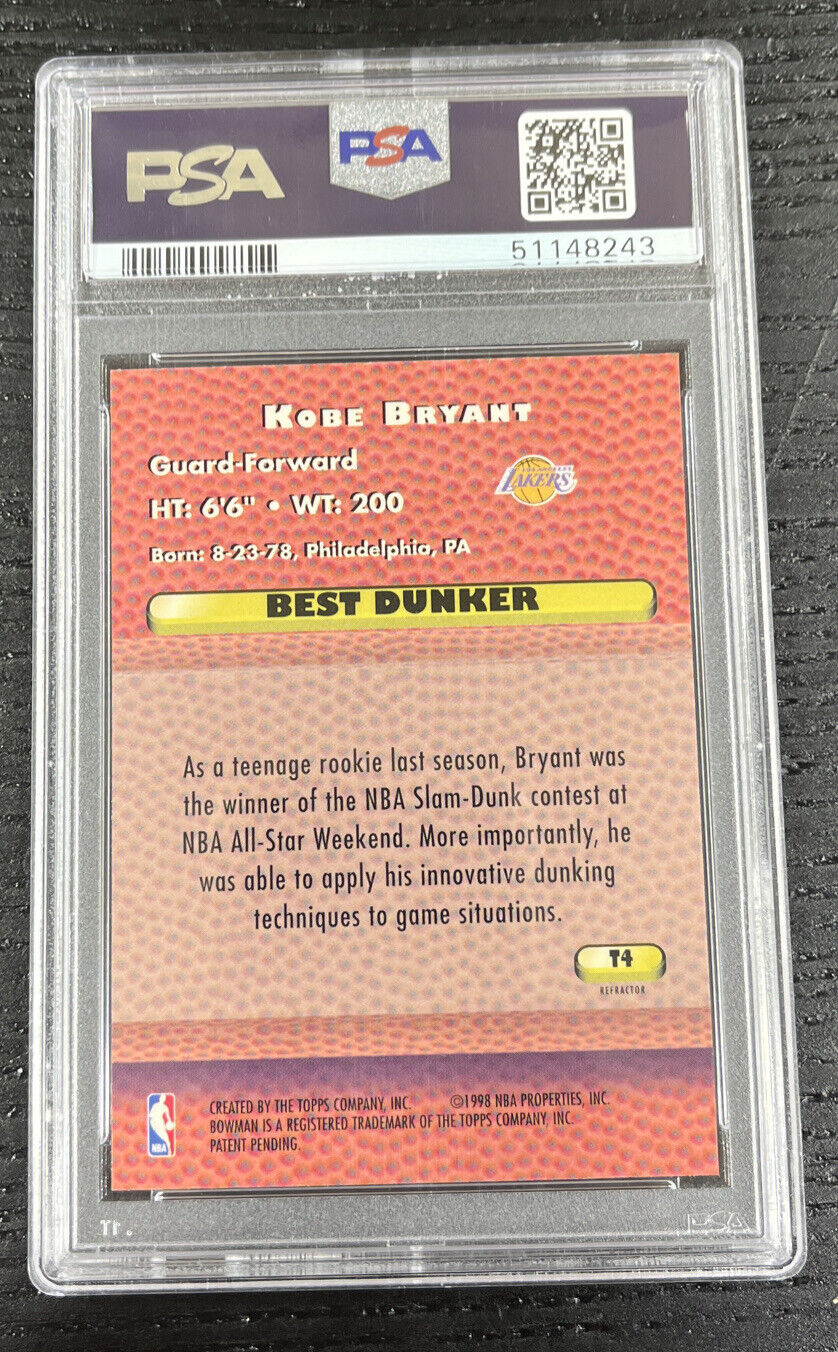 PSA
PSA
51148243
KOBE BRYANT
Guard-Forward
LOS ANGELES
LAKERS
HT: 6'6" • WT: 200
Born: 8-23-78, Philadelphia, PA
BEST DUNKER
As a teenage rookie last season, Bryant was
the winner of the NBA Slam-Dunk contest at
NBA All-Star Weekend. More importantly, he
was able to apply his innovative dunking
techniques to game situations.
T4
REFRACTOR
NBA
CREATED BY THE TOPPS COMPANY, INC. ©1998 NBA PROPERTIES, INC.
BOWMAN IS A REGISTERED TRADEMARK OF THE TOPPS COMPANY, INC.
PATENT PENDING.
PSA